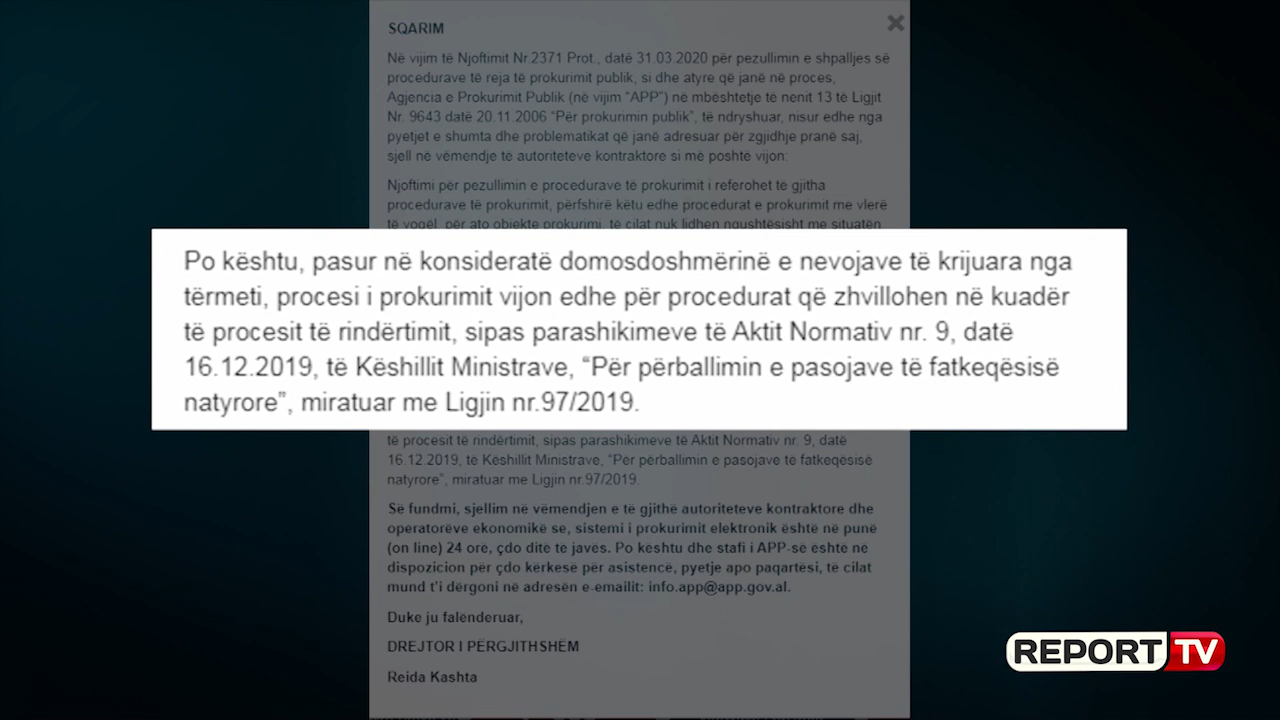 SQARIM
Në vijim të Njoftimit Nr.2371 Prot., datë 31.03.2020 për pezullimin e shpalljes së
procedurave të reja të prokurimit publik, si dhe atyre që janë në proces,
Agjencia e Prokurimit Publik (në vijim “APP”) në mbështetje të nenit 13 të Ligjit
Nr. 9643 datë 20.11.2006 “Për prokurimin publik”, të ndryshuar, nisur edhe nga
pyetjet e shumta dhe problematikat që janë adresuar për zgjidhje pranë saj,
sjell në vëmendje të autoriteteve kontraktore si më poshtë vijon:
Njoftimi për pezullimin e procedurave të prokurimit i referohet të gjitha
procedurave të prokurimit, përfshirë këtu edhe procedurat e prokurimit me vlerë
të vogël, për ato objekte prokurimi, të cilat nuk lidhen ngushtësisht me situatën
Po kështu, pasur në konsideratë domosdoshmërinë e nevojave të krijuara nga
tërmeti, procesi i prokurimit vijon edhe për procedurat që zhvillohen në kuadër
të procesit të rindërtimit, sipas parashikimeve të Aktit Normativ nr. 9, datë
16.12.2019, të Këshillit Ministrave, “Për përballimin e pasojave të fatkeqësisë
natyrore”, miratuar me Ligjin nr.97/2019.
të procesit të rindërtimit, sipas parashikimeve të Aktit Normativ nr. 9, datë
16.12.2019, të Këshillit Ministrave, “Për përballimin e pasojave të fatkeqësisë
natyrore”, miratuar me Ligjin nr.97/2019.
Së fundmi, sjellim në vëmendjen e të gjithë autoriteteve kontraktore dhe
operatorëve ekonomikë se, sistemi i prokurimit elektronik është në punë
(on line) 24 orë, çdo ditë të javës. Po kështu dhe stafi i APP-së është në
dispozicion për çdo kërkesë për asistencë, pyetje apo paqartësi, të cilat
mund t'i dërgoni në adresën e-emailit: info.app@app.gov.al.
Duke ju falënderuar,
DREJTOR I PËRGJITHSHËM
Reida Kashta
REPORT TV